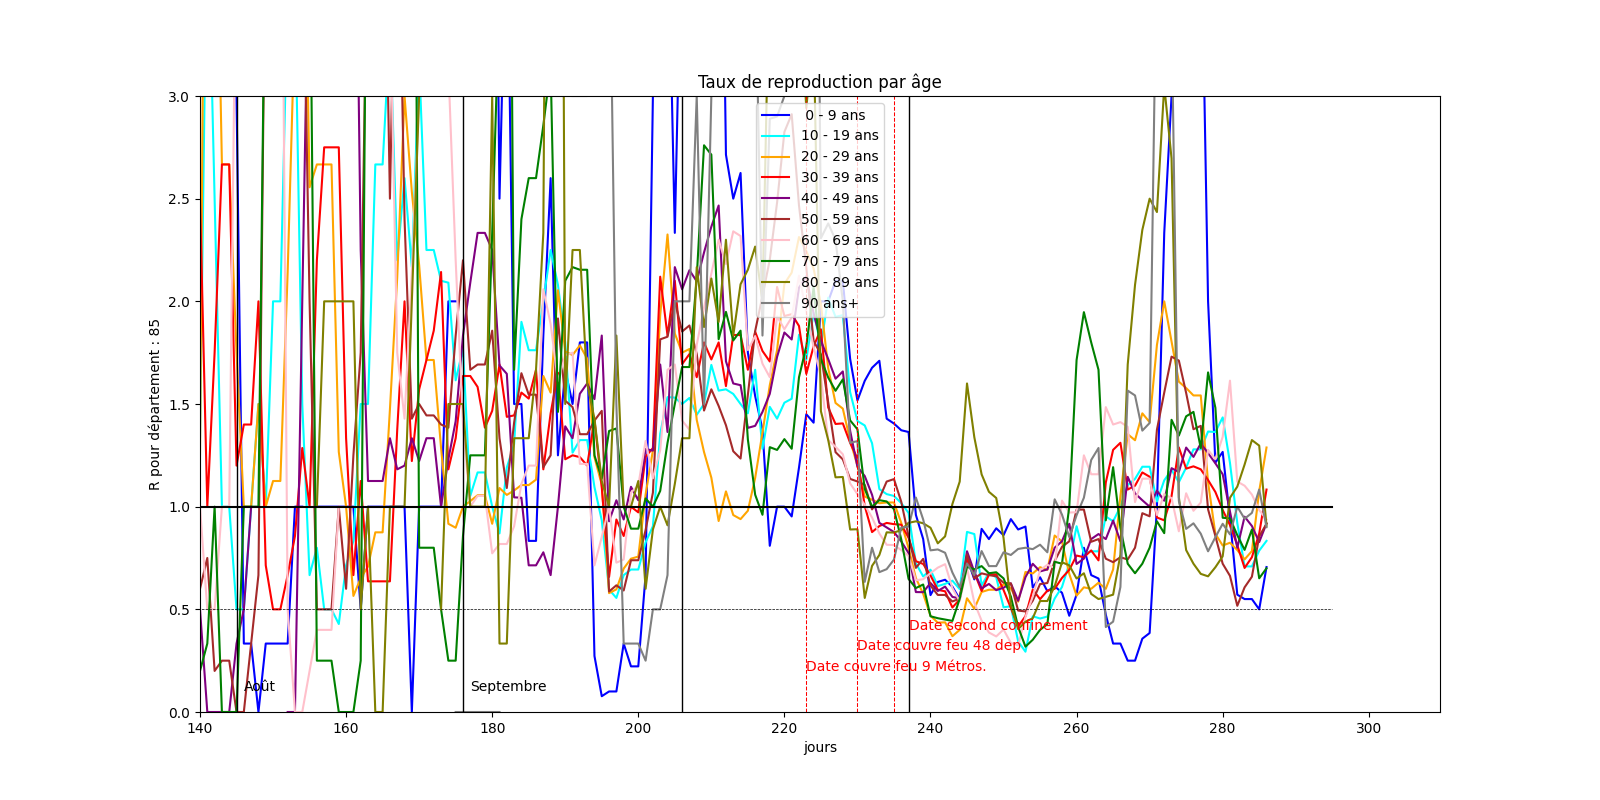 Taux de reproduction par âge
R pour département : 85
3.0
2.5
2.0
1.5
1.0
0.5
0.0
0 - 9 ans
10 - 19 ans
20 - 29 ans
30 - 39 ans
40 - 49 ans
50 - 59 ans
60 - 69 ans
70 - 79 ans
80 - 89 ans
90 ans+
Date second confinement
Date couvre feu 48 dep
Date couvre feu 9 Métros.
Août
Septembre
140 160 180 200 220 240 260 280 300
jours